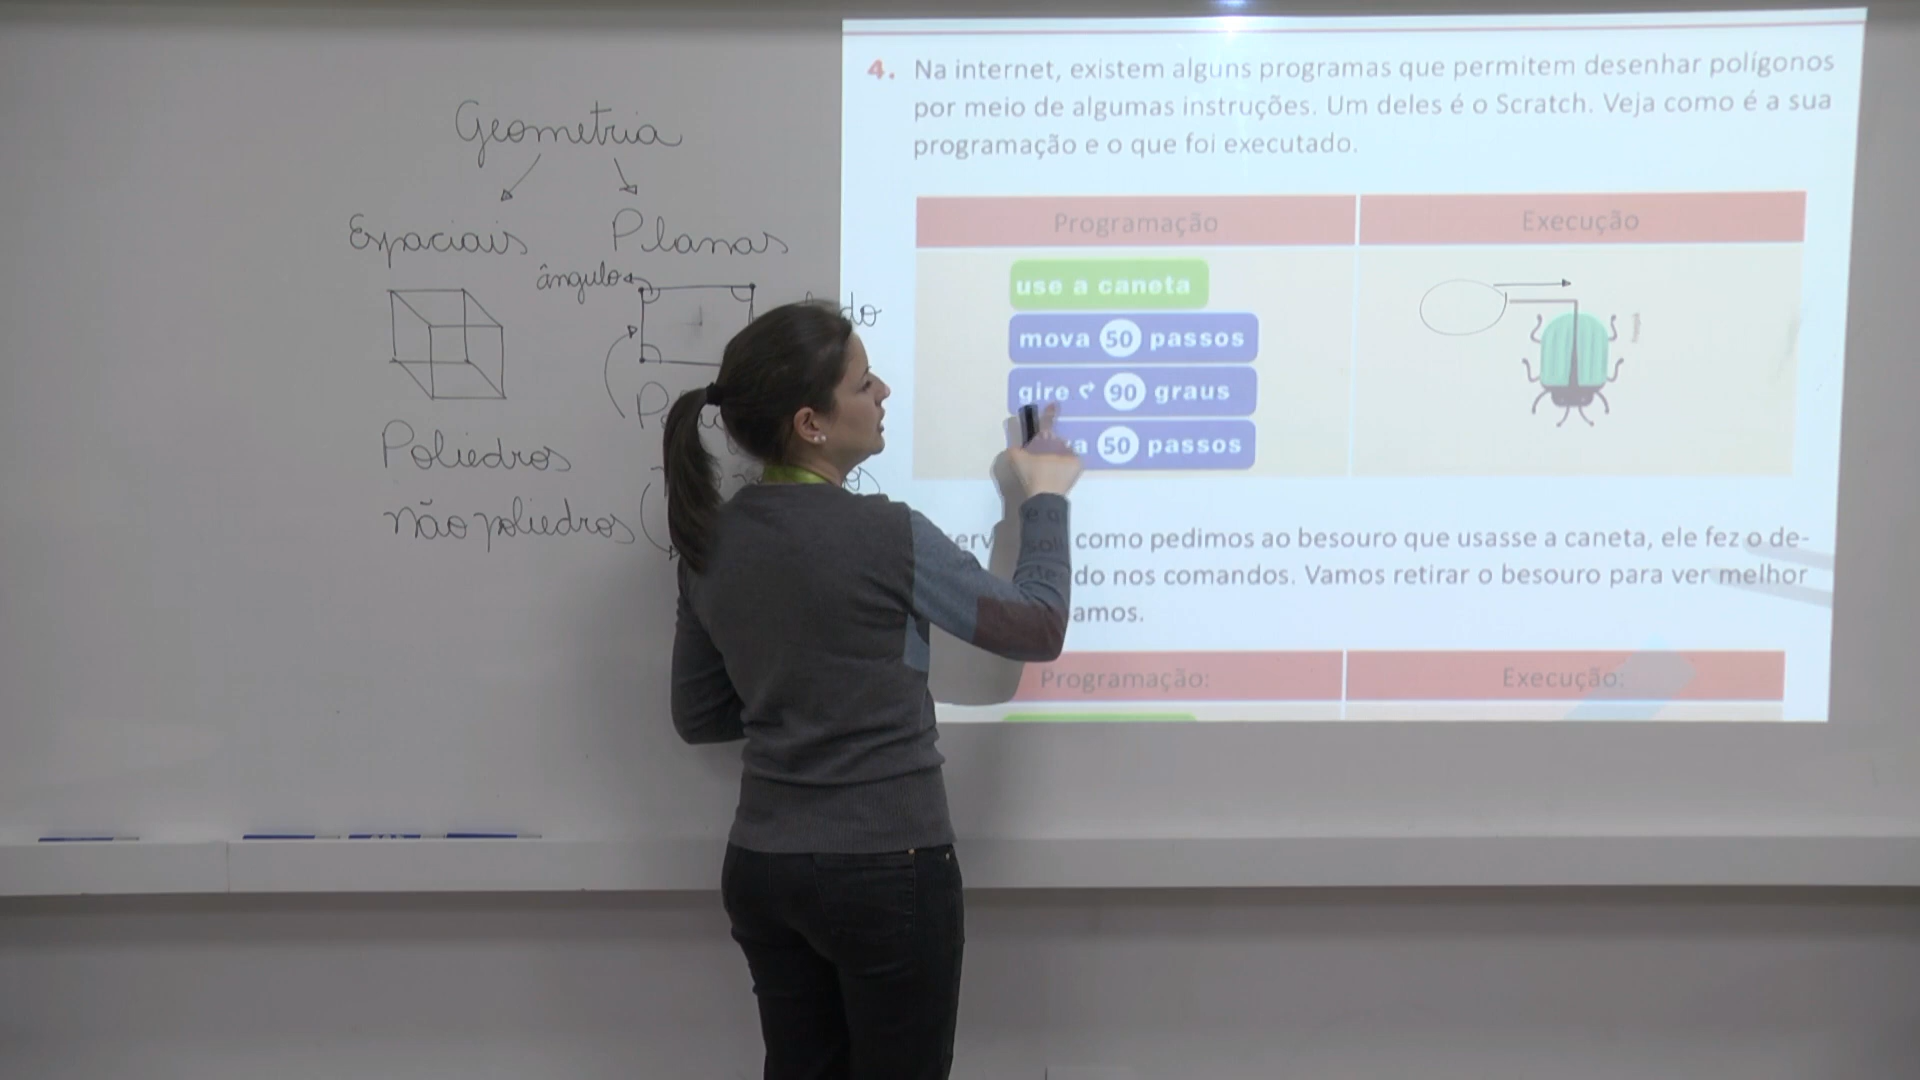 Geometria
Espaciais
Planas
ângulo
do
Poliedros
não poliedros
os
4. Na internet, existem alguns programas que permitem desenhar polígonos
por meio de algumas instruções. Um deles é o Scratch. Veja como é a sua
programação e o que foi executado.
Programação
Execução
use a caneta
mova 50 passos
gire 90 graus
50 passos
como pedimos ao besouro que usasse a caneta, ele fez o de-
do nos comandos. Vamos retirar o besouro para ver melhor
amos.
Programação:
Execução: